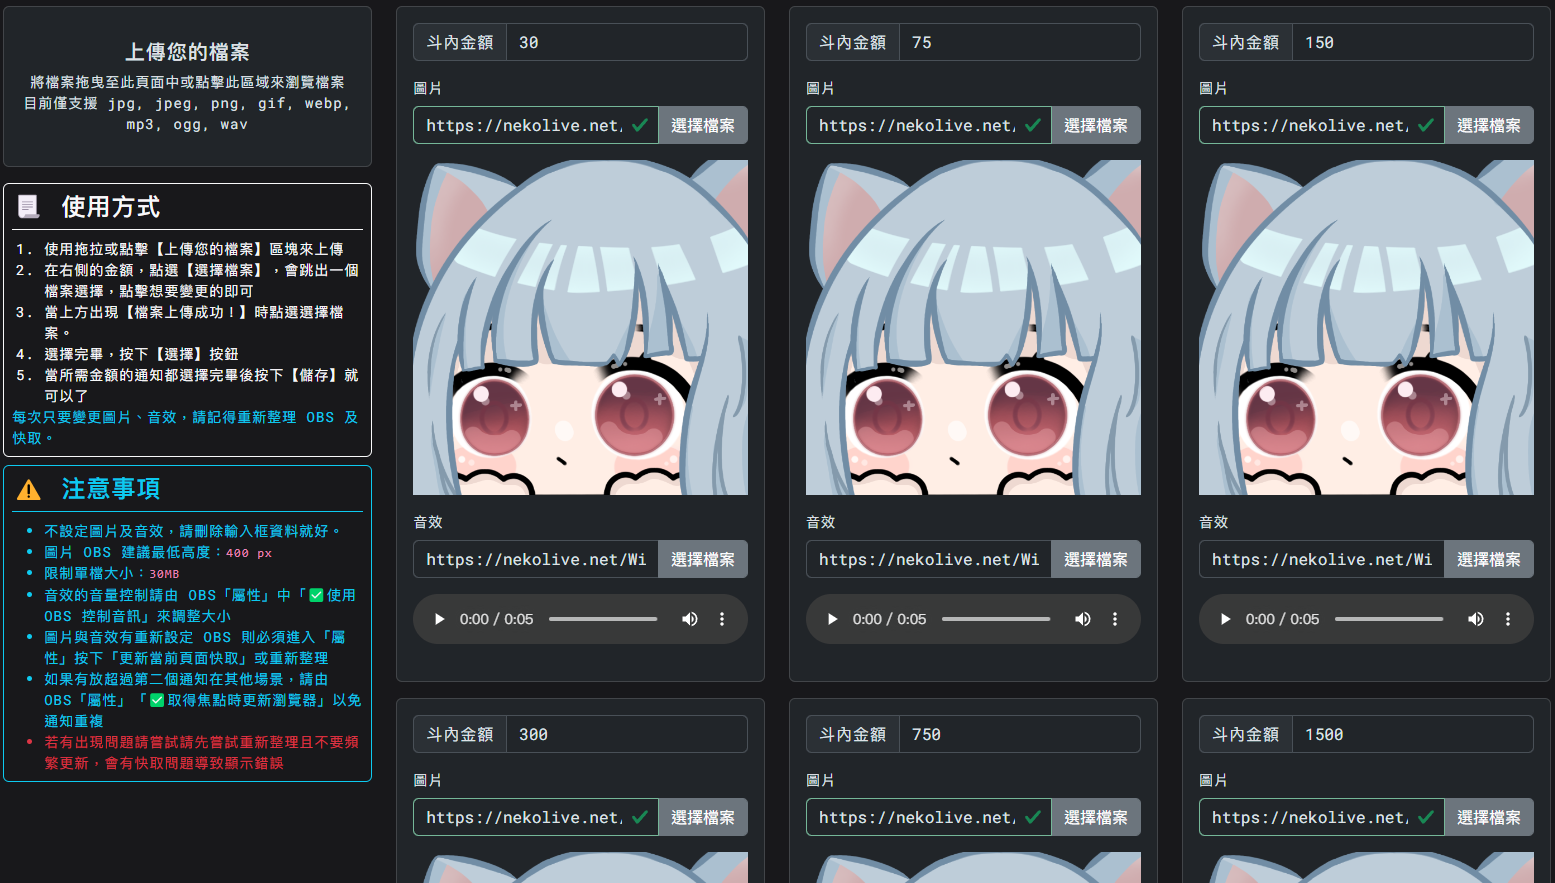 上傳您的檔案
將檔案拖曳至此頁面中或點擊此區域來瀏覽檔案
目前僅支援 jpg, jpeg, png, gif, webp,
mp3, ogg, wav
使用方式
1. 使用拖拉或點擊【上傳您的檔案】區塊來上傳
2. 在右側的金額，點選【選擇檔案】，會跳出一個
檔案選擇，點擊想要變更的即可
3. 當上方出現【檔案上傳成功！】時點選選擇檔
案。
4. 選擇完畢，按下【選擇】按鈕
5. 當所需金額的通知都選擇完畢後按下【儲存】就
可以了
每次只要變更圖片、音效，請記得重新整理 OBS 及
快取。
注意事項
• 不設定圖片及音效，請刪除輸入框資料就好。
• 圖片 OBS 建議最低高度：400 px
• 限制單檔大小：30MB
• 音效的音量控制請由 OBS「屬性」中「✅使用
OBS 控制音訊」來調整大小
• 圖片與音效有重新設定 OBS 則必須進入「屬
性」按下「更新當前頁面快取」或重新整理
• 如果有放超過第二個通知在其他場景，請由
OBS「屬性」「✅取得焦點時更新瀏覽器」以免
通知重複
• 若有出現問題請嘗試請先嘗試重新整理且不要頻
繁更新，會有快取問題導致顯示錯誤
斗內金額 30
圖片
https://nekolive.net/ 選擇檔案
音效
https://nekolive.net/Wi 選擇檔案
0:00 / 0:05
斗內金額 75
圖片
https://nekolive.net/ 選擇檔案
音效
https://nekolive.net/Wi 選擇檔案
0:00 / 0:05
斗內金額 150
圖片
https://nekolive.net/ 選擇檔案
音效
https://nekolive.net/Wi 選擇檔案
0:00 / 0:05
斗內金額 300
圖片
https://nekolive.net/ 選擇檔案
斗內金額 750
圖片
https://nekolive.net/ 選擇檔案
斗內金額 1500
圖片
https://nekolive.net/ 選擇檔案